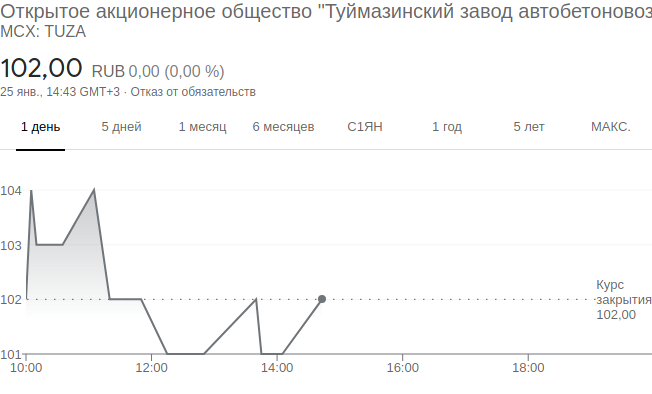 Открытое акционерное общество "Туймазинский завод автобетоновоз
MCX: TUZA
102,00 RUB 0,00 (0,00 %)
25 янв., 14:43 GMT+3 · Отказ от обязательств
1 день 5 дней 1 месяц 6 месяцев С1ЯН 1 год 5 лет МАКС.
104
103
102
101
Курс
закрытия
102,00
10:00 12:00 14:00 16:00 18:00